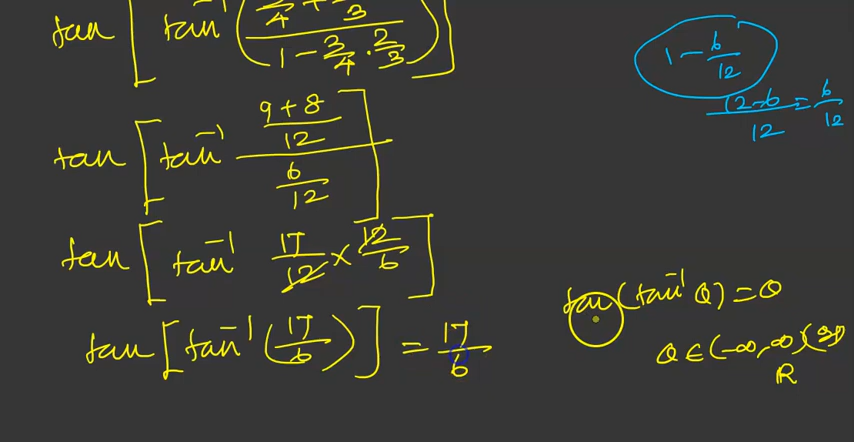 tan [ tan⁻¹ ( (3/4 + 2/3) / (1 - 3/4 · 2/3) ) ]
tan [ tan⁻¹ ((9 + 8)/12) / (6/12) ]
tan [ tan⁻¹ 17/12 × 12/6 ]
tan [ tan⁻¹ ( 17/6 ) ] = 17/6
1 - 6/12
(12 - 6)/12 = 6/12
tan (tan⁻¹ θ) = θ
θ ∈ (-∞, ∞)
R